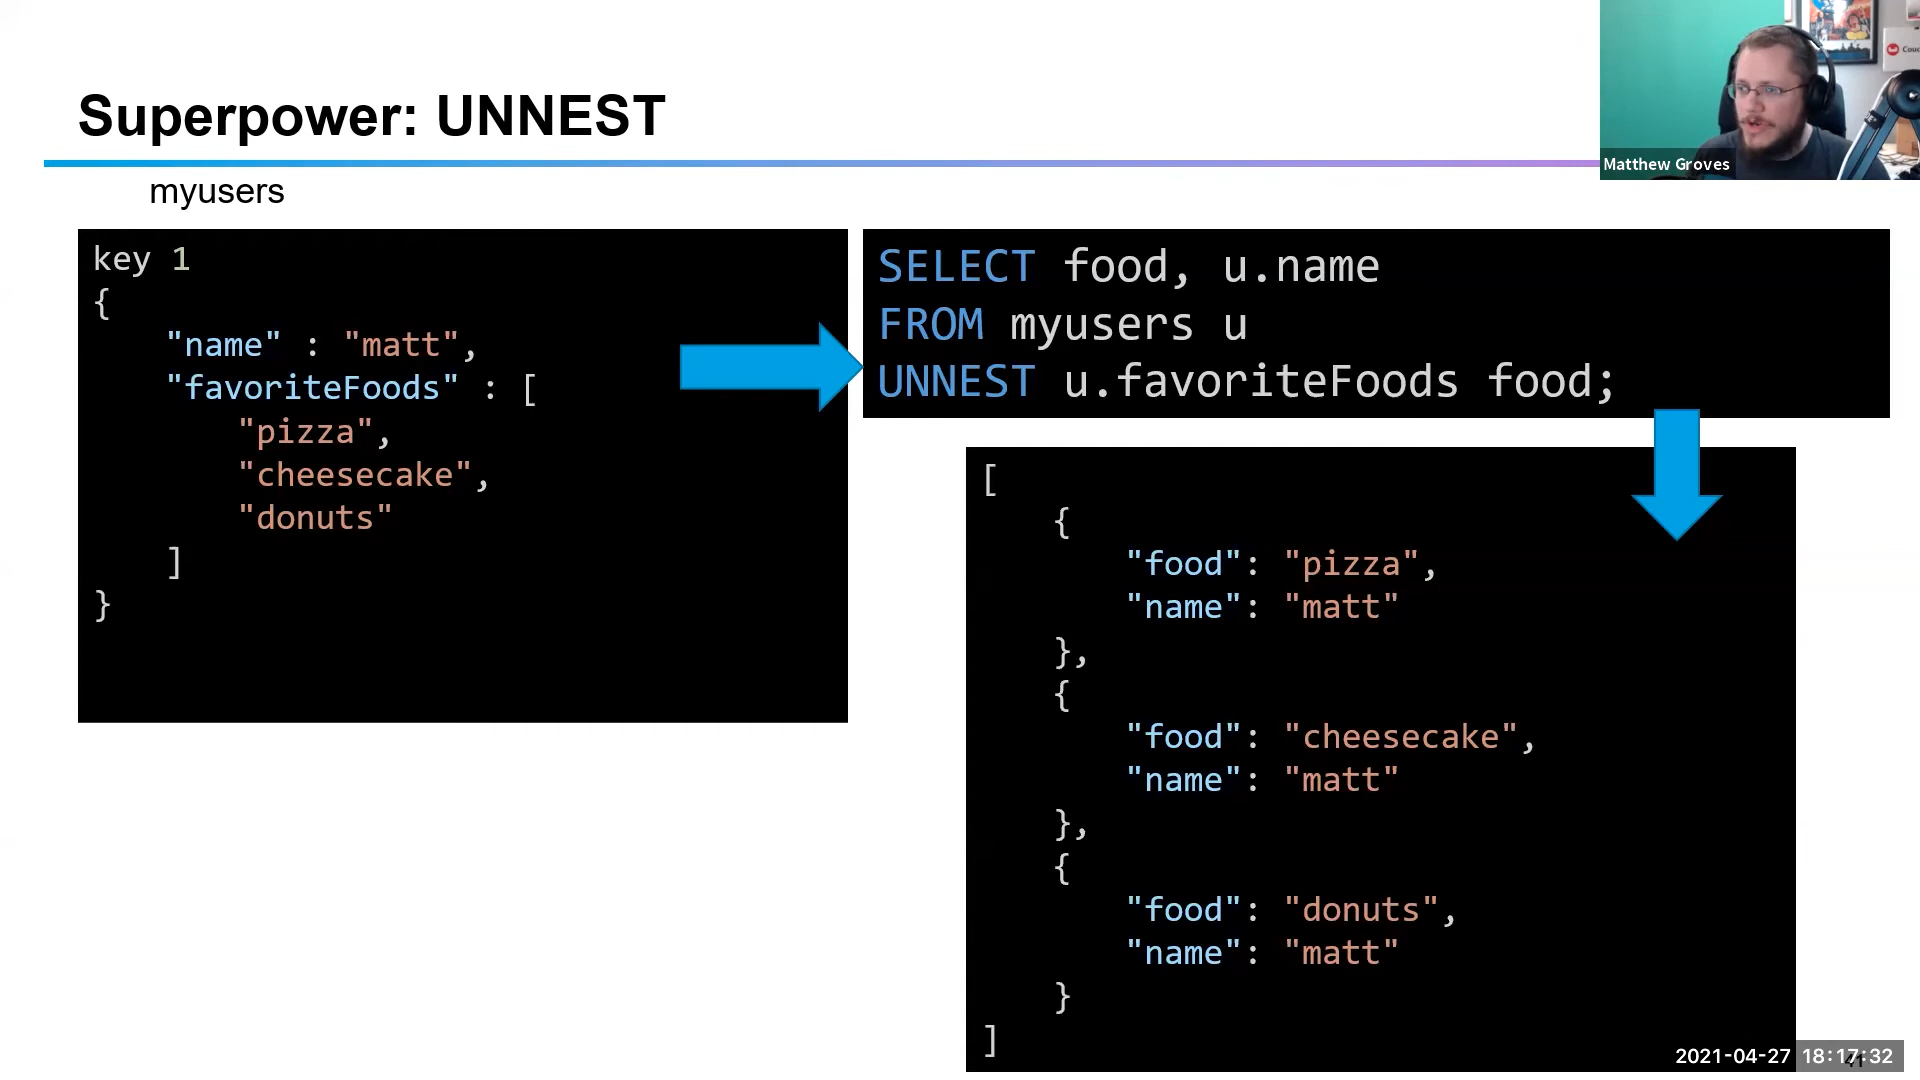 Superpower: UNNEST
Matthew Groves
myusers
key 1
{
    "name" : "matt",
    "favoriteFoods" : [
        "pizza",
        "cheesecake",
        "donuts"
    ]
}
SELECT food, u.name
FROM myusers u
UNNEST u.favoriteFoods food;
[
    {
        "food": "pizza",
        "name": "matt"
    },
    {
        "food": "cheesecake",
        "name": "matt"
    },
    {
        "food": "donuts",
        "name": "matt"
    }
]
2021-04-27 18:17:32